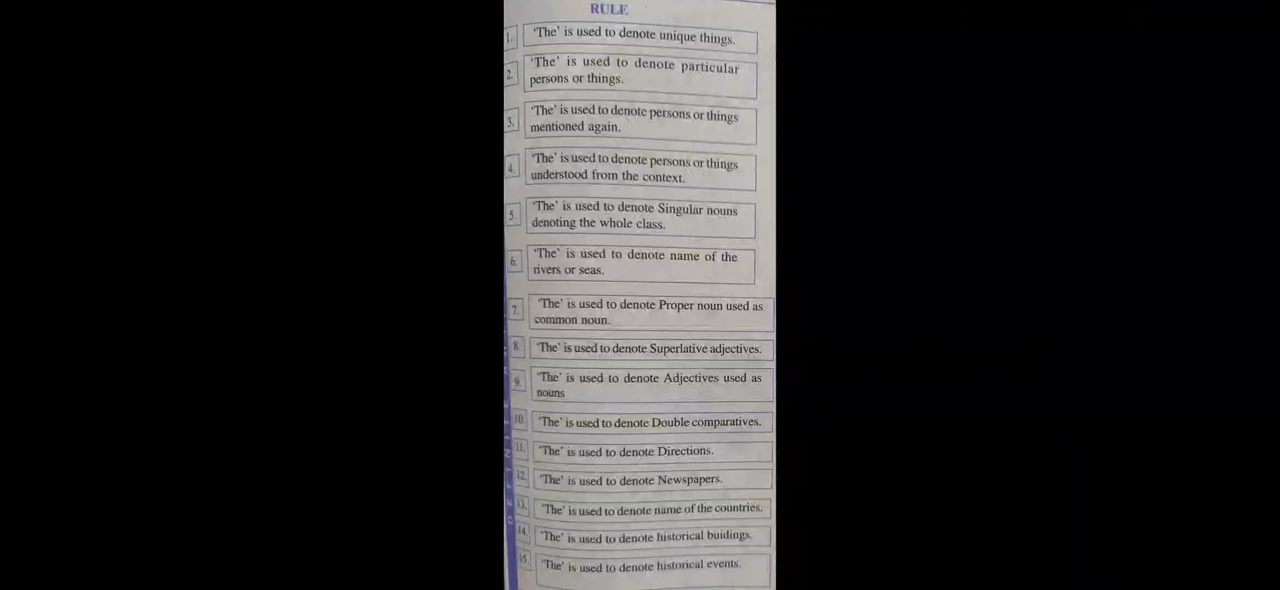 RULE
1.
'The' is used to denote unique things.
2.
'The' is used to denote particular
persons or things.
3.
'The' is used to denote persons or things
mentioned again.
4.
'The' is used to denote persons or things
understood from the context.
5.
'The' is used to denote Singular nouns
denoting the whole class.
6.
'The' is used to denote name of the
rivers or seas.
7.
'The' is used to denote Proper noun used as
common noun.
8.
'The' is used to denote Superlative adjectives.
9.
'The' is used to denote Adjectives used as
nouns
10.
'The' is used to denote Double comparatives.
11.
'The' is used to denote Directions.
12.
'The' is used to denote Newspapers.
13.
'The' is used to denote name of the countries.
14.
'The' is used to denote historical buidings.
15.
'The' is used to denote historical events.